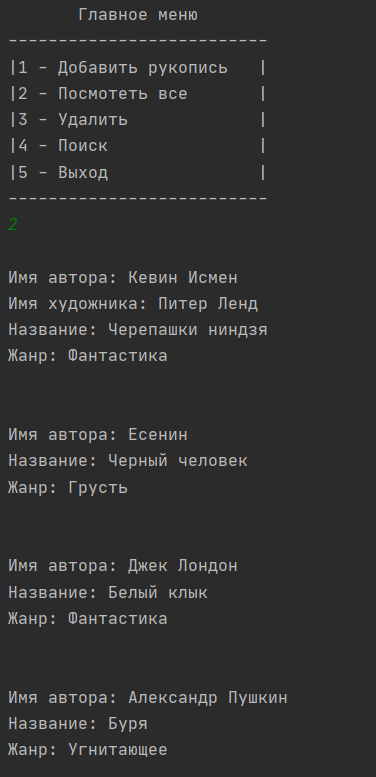 Главное меню
--------------------------
|1 - Добавить рукопись   |
|2 - Посмотеть все       |
|3 - Удалить             |
|4 - Поиск               |
|5 - Выход               |
--------------------------
2
Имя автора: Кевин Исмен
Имя художника: Питер Ленд
Название: Черепашки ниндзя
Жанр: Фантастика
Имя автора: Есенин
Название: Черный человек
Жанр: Грусть
Имя автора: Джек Лондон
Название: Белый клык
Жанр: Фантастика
Имя автора: Александр Пушкин
Название: Буря
Жанр: Угнитающее